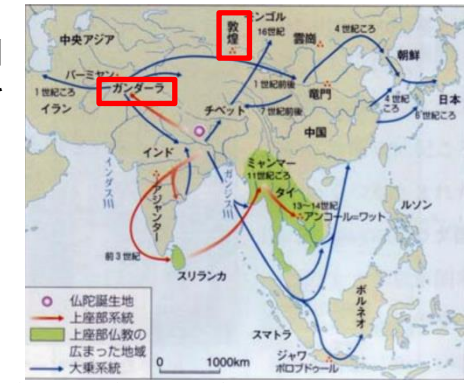 モンゴル
16世紀
敦煌
雲崗
4世紀
中央アジア
朝鮮
バーミヤン
1世紀ころ
ガンダーラ
1世紀前後
竜門
イラン
チベット
7世紀前後
4世紀ころ
日本
6世紀ころ
中国
インド
インダス川
ガンジス川
ミャンマー
11世紀ころ
タイ
アジャンター
13〜14世紀
アンコール=ワット
ルソン
前3世紀
スリランカ
ボルネオ
スマトラ
ジャワ
ボロブドゥール
仏陀誕生地
上座部系統
上座部仏教の
広まった地域
大乗系統
0 1000km